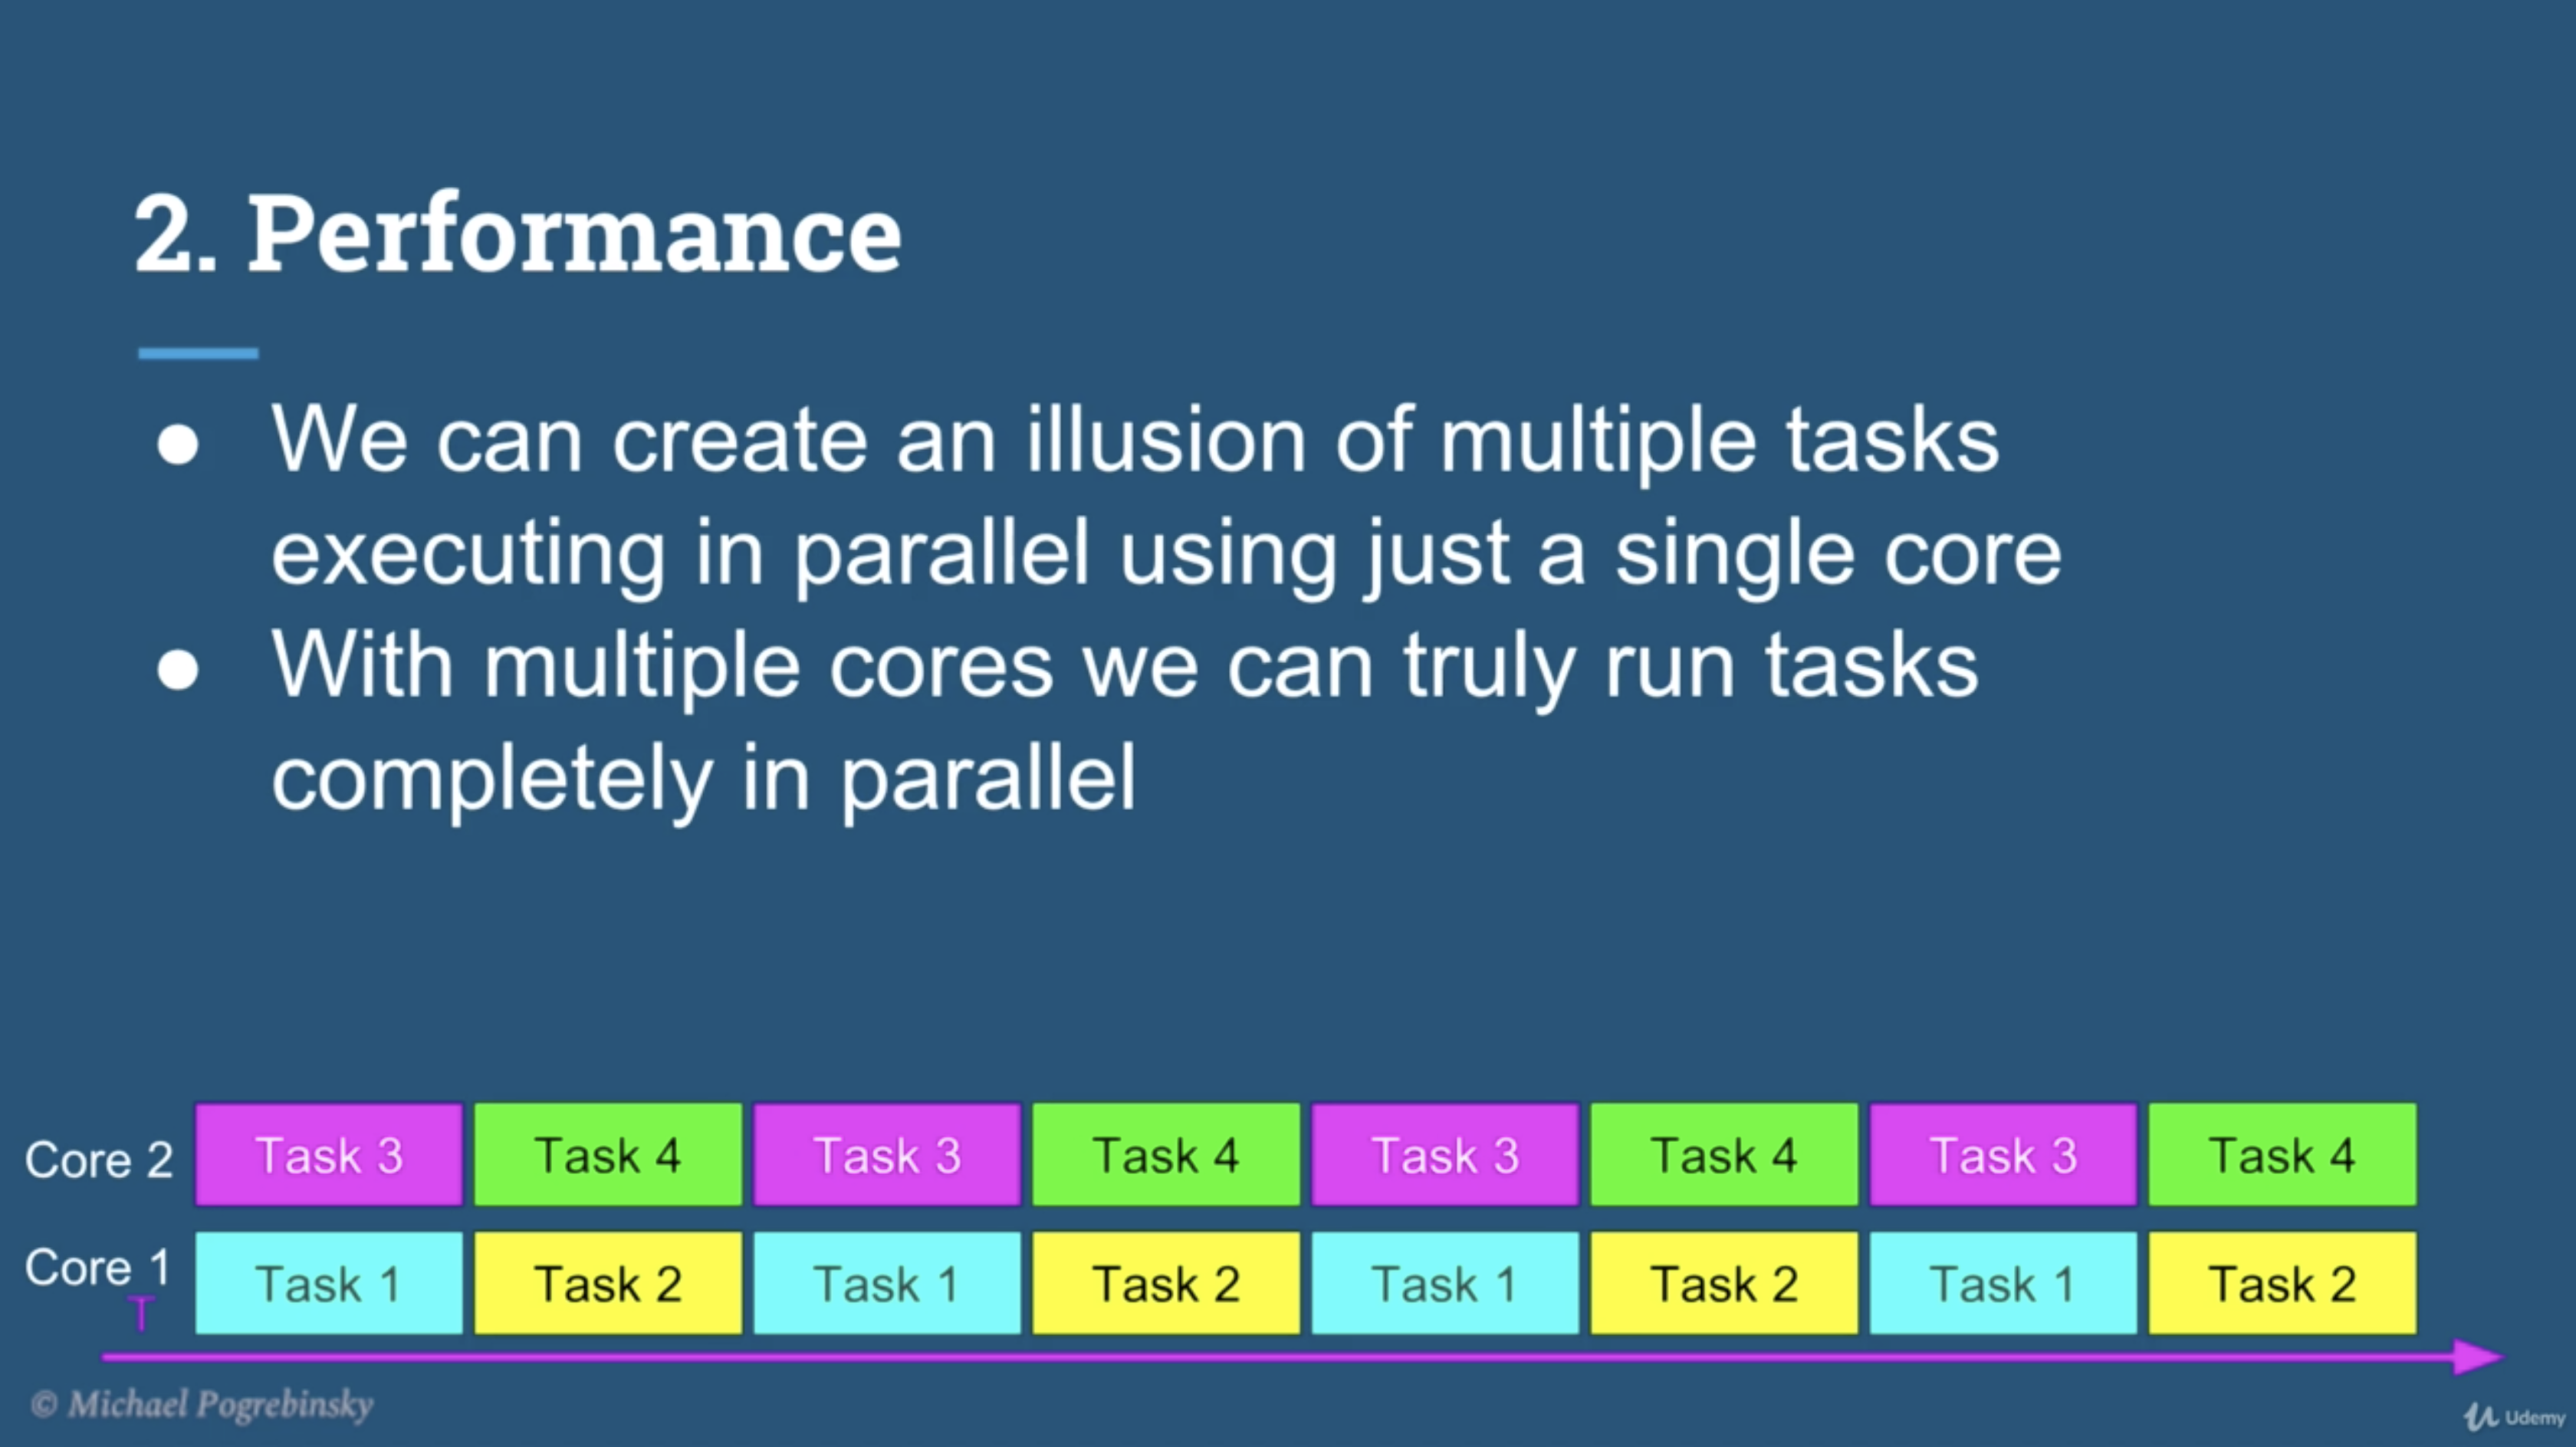 2. Performance
● We can create an illusion of multiple tasks
executing in parallel using just a single core
● With multiple cores we can truly run tasks
completely in parallel
Core 2 Task 3 Task 4 Task 3 Task 4 Task 3 Task 4 Task 3 Task 4
Core 1 Task 1 Task 2 Task 1 Task 2 Task 1 Task 2 Task 1 Task 2
T
© Michael Pogrebinsky
Udemy